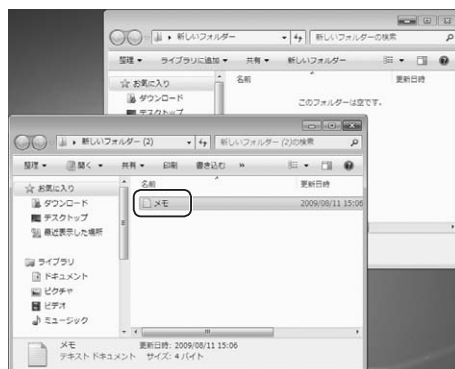 新しいフォルダー
新しいフォルダーの検索
整理 ライブラリに追加 共有 新しいフォルダー
お気に入り
ダウンロード
デスクトップ
名前 更新日時
このフォルダーは空です。
新しいフォルダー (2)
新しいフォルダー (2)の検索
整理 開く 共有 印刷 書き込む »
お気に入り
ダウンロード
デスクトップ
最近表示した場所
ライブラリ
ドキュメント
ピクチャ
ビデオ
ミュージック
名前 更新日時
メモ 2009/08/11 15:06
メモ 更新日時: 2009/08/11 15:06
テキスト ドキュメント サイズ: 4 バイト